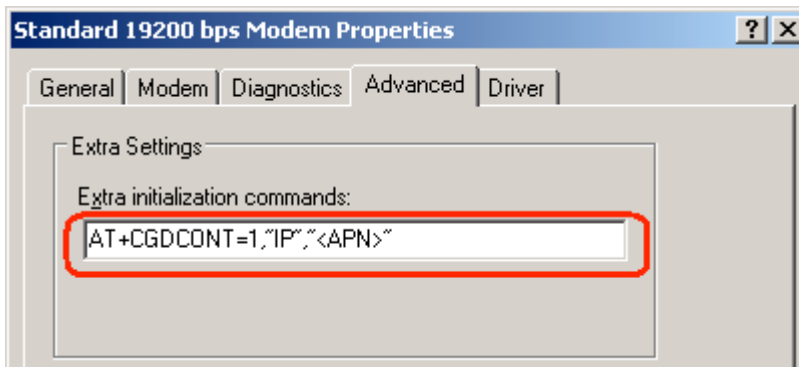 Standard 19200 bps Modem Properties
General Modem Diagnostics Advanced Driver
Extra Settings
Extra initialization commands:
AT+CGDCONT=1,"IP","<APN>"